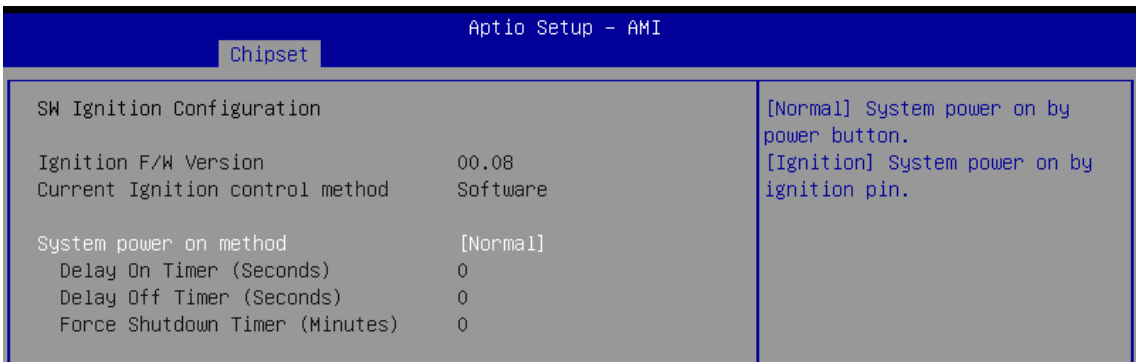 Aptio Setup – AMI
Chipset
SW Ignition Configuration
Ignition F/W Version 00.08
Current Ignition control method Software
System power on method [Normal]
Delay On Timer (Seconds) 0
Delay Off Timer (Seconds) 0
Force Shutdown Timer (Minutes) 0
[Normal] System power on by
power button.
[Ignition] System power on by
ignition pin.